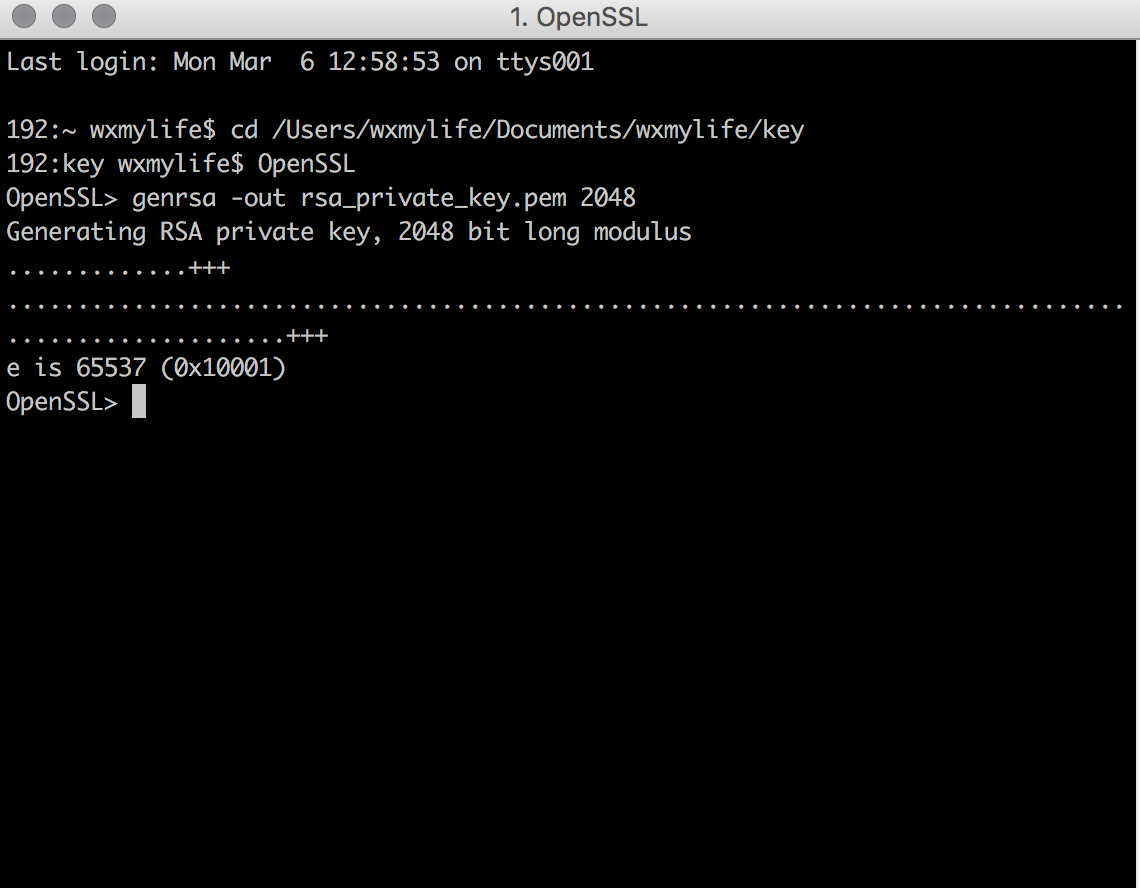 1. OpenSSL
Last login: Mon Mar  6 12:58:53 on ttys001
192:~ wxmylife$ cd /Users/wxmylife/Documents/wxmylife/key
192:key wxmylife$ OpenSSL
OpenSSL> genrsa -out rsa_private_key.pem 2048
Generating RSA private key, 2048 bit long modulus
.............+++
................................................................................
....................+++
e is 65537 (0x10001)
OpenSSL>